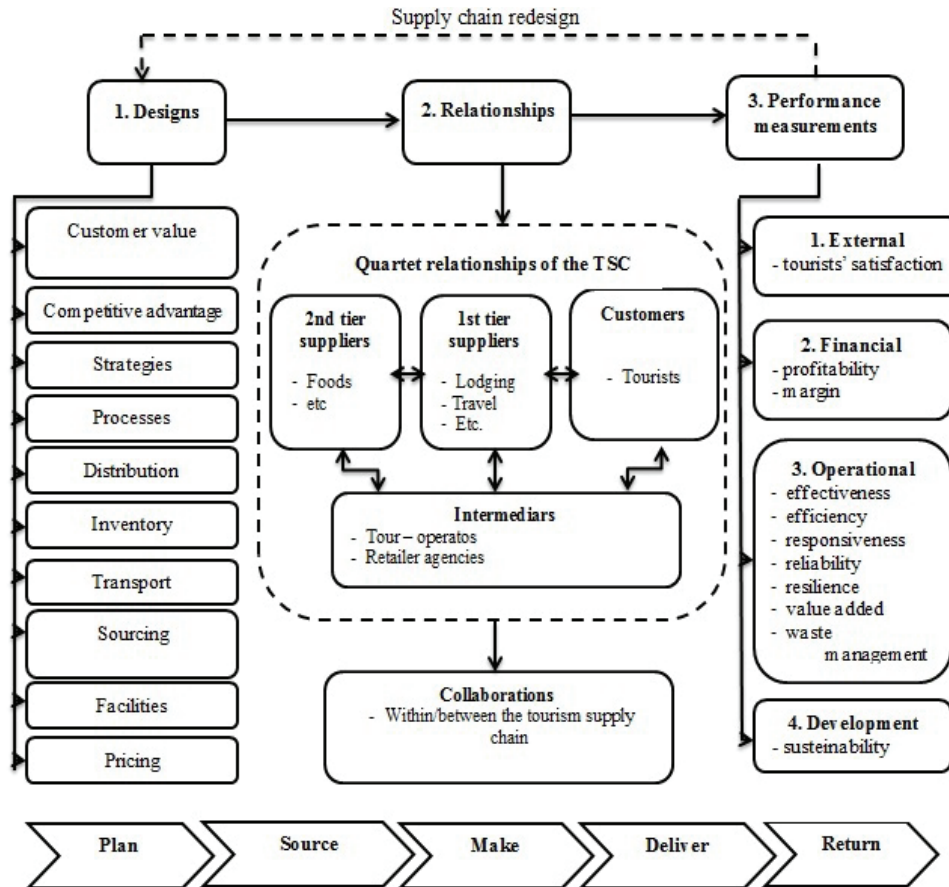 Supply chain redesign
1. Designs
2. Relationships
3. Performance
measurements
Customer value
Competitive advantage
Strategies
Processes
Distribution
Inventory
Transport
Sourcing
Facilities
Pricing
Quartet relationships of the TSC
2nd tier
suppliers
- Foods
- etc
1st tier
suppliers
- Lodging
- Travel
- Etc.
Customers
- Tourists
Intermediars
- Tour – operatos
- Retailer agencies
Collaborations
- Within/between the tourism supply
chain
1. External
- tourists' satisfaction
2. Financial
- profitability
- margin
3. Operational
- effectiveness
- efficiency
- responsiveness
- reliability
- resilience
- value added
- waste
management
4. Development
- susteinability
Plan
Source
Make
Deliver
Return